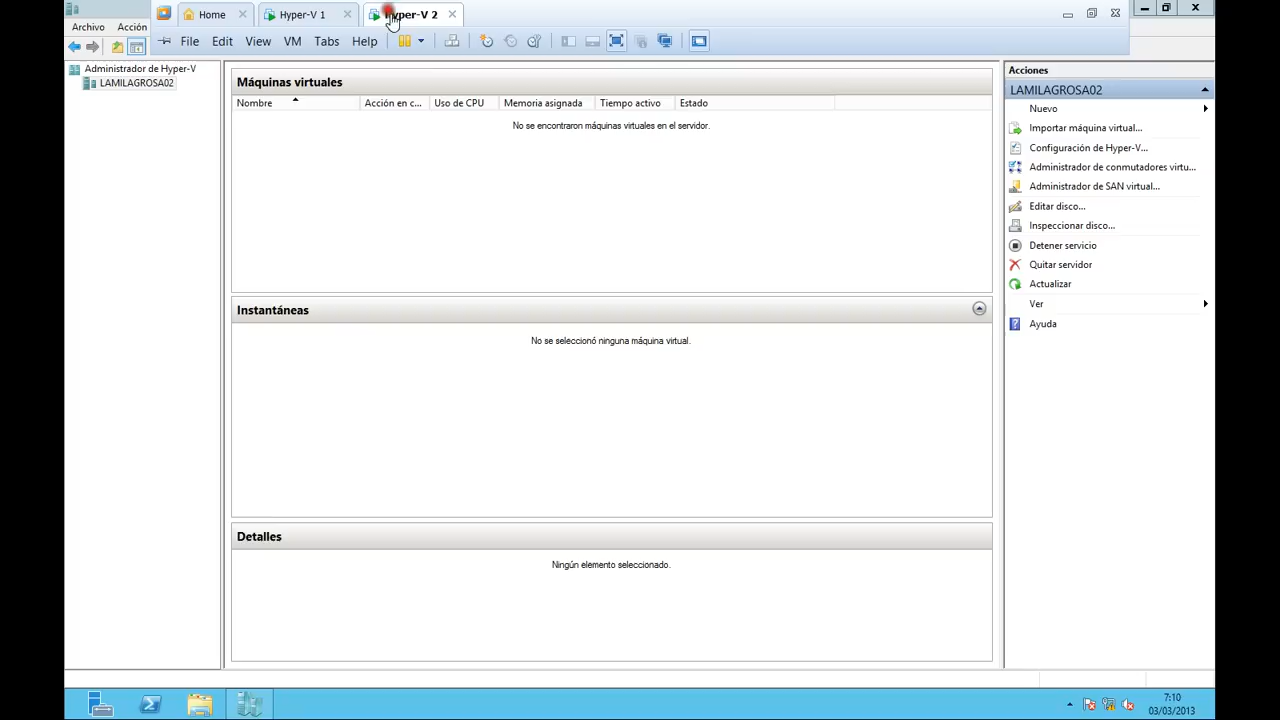 Home
Hyper-V 1
Hyper-V 2
Archivo
Acción
File
Edit
View
VM
Tabs
Help
Administrador de Hyper-V
LAMILAGROSA02
Máquinas virtuales
Nombre
Acción en c...
Uso de CPU
Memoria asignada
Tiempo activo
Estado
No se encontraron máquinas virtuales en el servidor.
Instantáneas
No se seleccionó ninguna máquina virtual.
Detalles
Ningún elemento seleccionado.
Acciones
LAMILAGROSA02
Nuevo
Importar máquina virtual...
Configuración de Hyper-V...
Administrador de conmutadores virtu...
Administrador de SAN virtual...
Editar disco...
Inspeccionar disco...
Detener servicio
Quitar servidor
Actualizar
Ver
Ayuda
7:10
03/03/2013